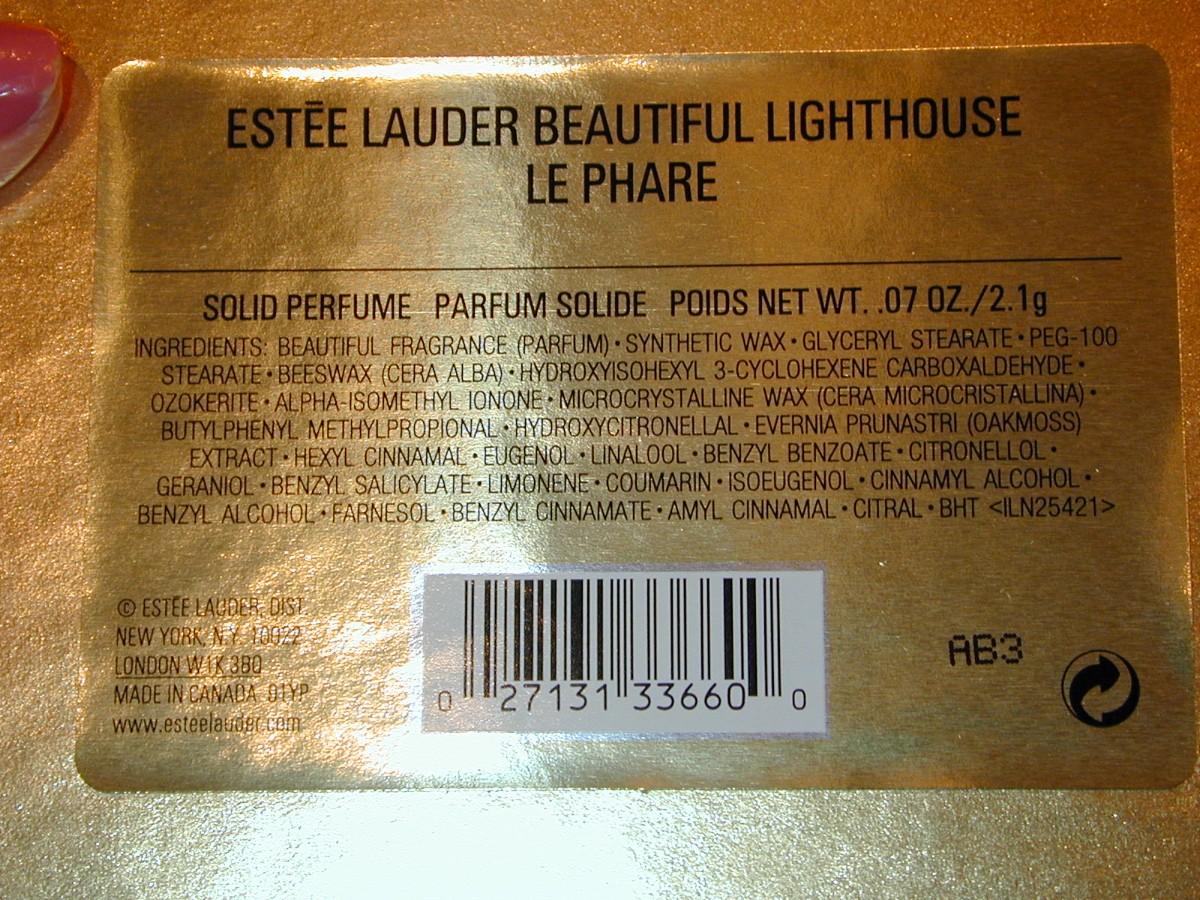 ESTĒE LAUDER BEAUTIFUL LIGHTHOUSE
LE PHARE
SOLID PERFUME PARFUM SOLIDE POIDS NET WT. .07 OZ./2.1g
INGREDIENTS: BEAUTIFUL FRAGRANCE (PARFUM) • SYNTHETIC WAX • GLYCERYL STEARATE • PEG-100
STEARATE • BEESWAX (CERA ALBA) • HYDROXYISOHEXYL 3-CYCLOHEXENE CARBOXALDEHYDE •
OZOKERITE • ALPHA-ISOMETHYL IONONE • MICROCRYSTALLINE WAX (CERA MICROCRISTALLINA) •
BUTYLPHENYL METHYLPROPIONAL • HYDROXYCITRONELLAL • EVERNIA PRUNASTRI (OAKMOSS)
EXTRACT • HEXYL CINNAMAL • EUGENOL • LINALOOL • BENZYL BENZOATE • CITRONELLOL •
GERANIOL • BENZYL SALICYLATE • LIMONENE • COUMARIN • ISOEUGENOL • CINNAMYL ALCOHOL •
BENZYL ALCOHOL • FARNESOL • BENZYL CINNAMATE • AMYL CINNAMAL • CITRAL • BHT <ILN25421>
© ESTĒE LAUDER, DIST.
NEW YORK, N.Y. 10022
LONDON W1K 3BQ
MADE IN CANADA 01YP
www.esteelauder.com
0 27131 33660 0
AB3